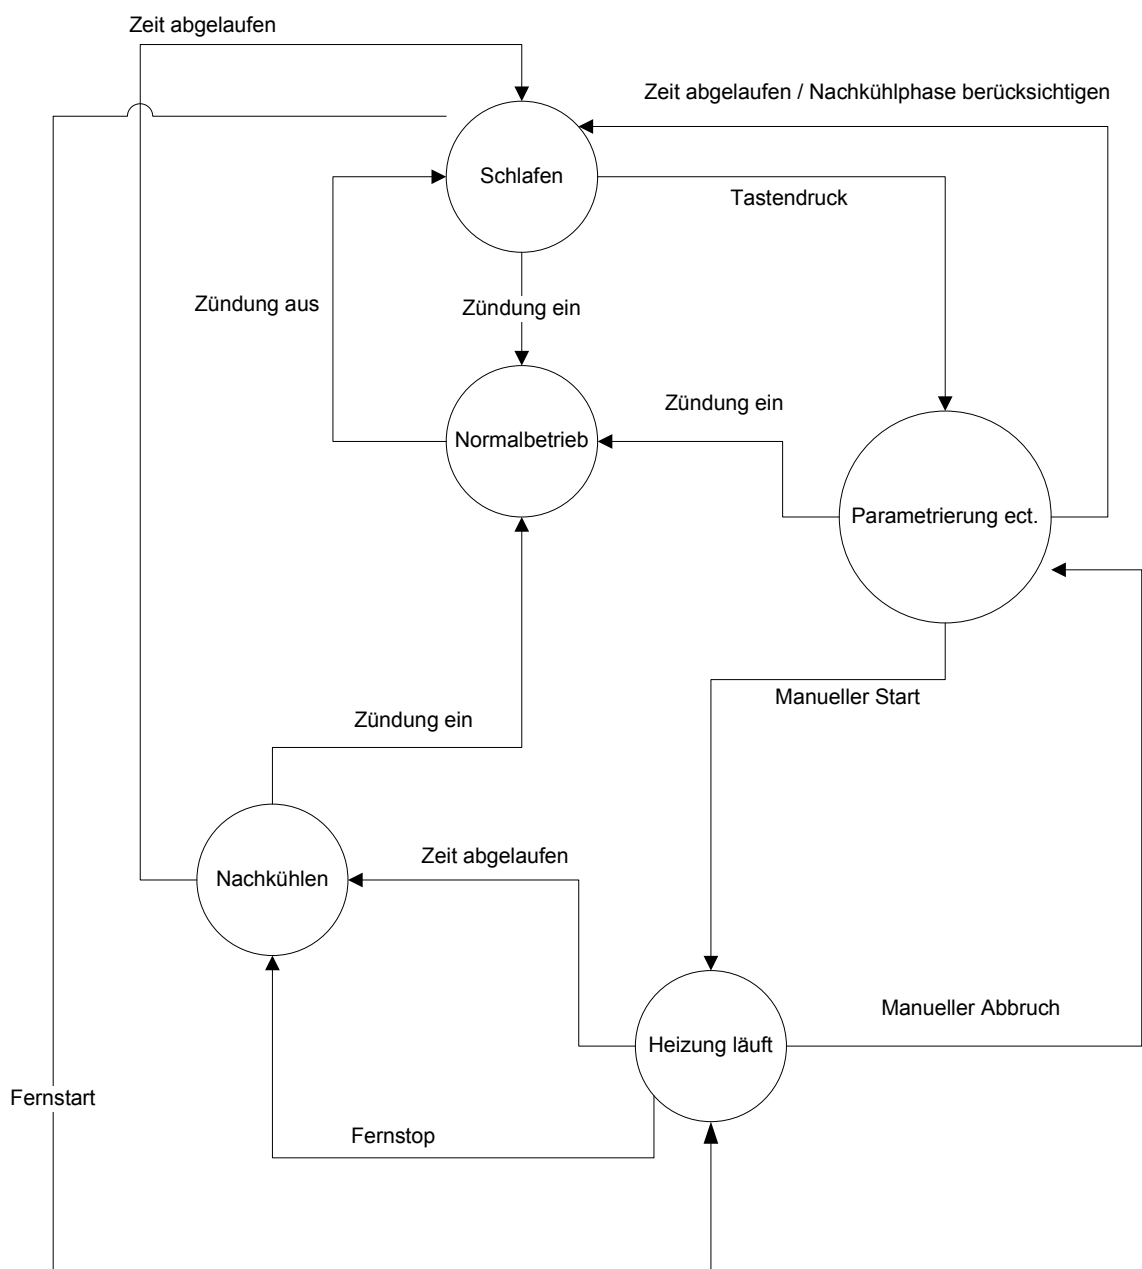 Zeit abgelaufen
Zeit abgelaufen / Nachkühlphase berücksichtigen
Schlafen
Tastendruck
Zündung aus
Zündung ein
Zündung ein
Normalbetrieb
Parametrierung ect.
Manueller Start
Zündung ein
Zeit abgelaufen
Nachkühlen
Manueller Abbruch
Heizung läuft
Fernstart
Fernstop